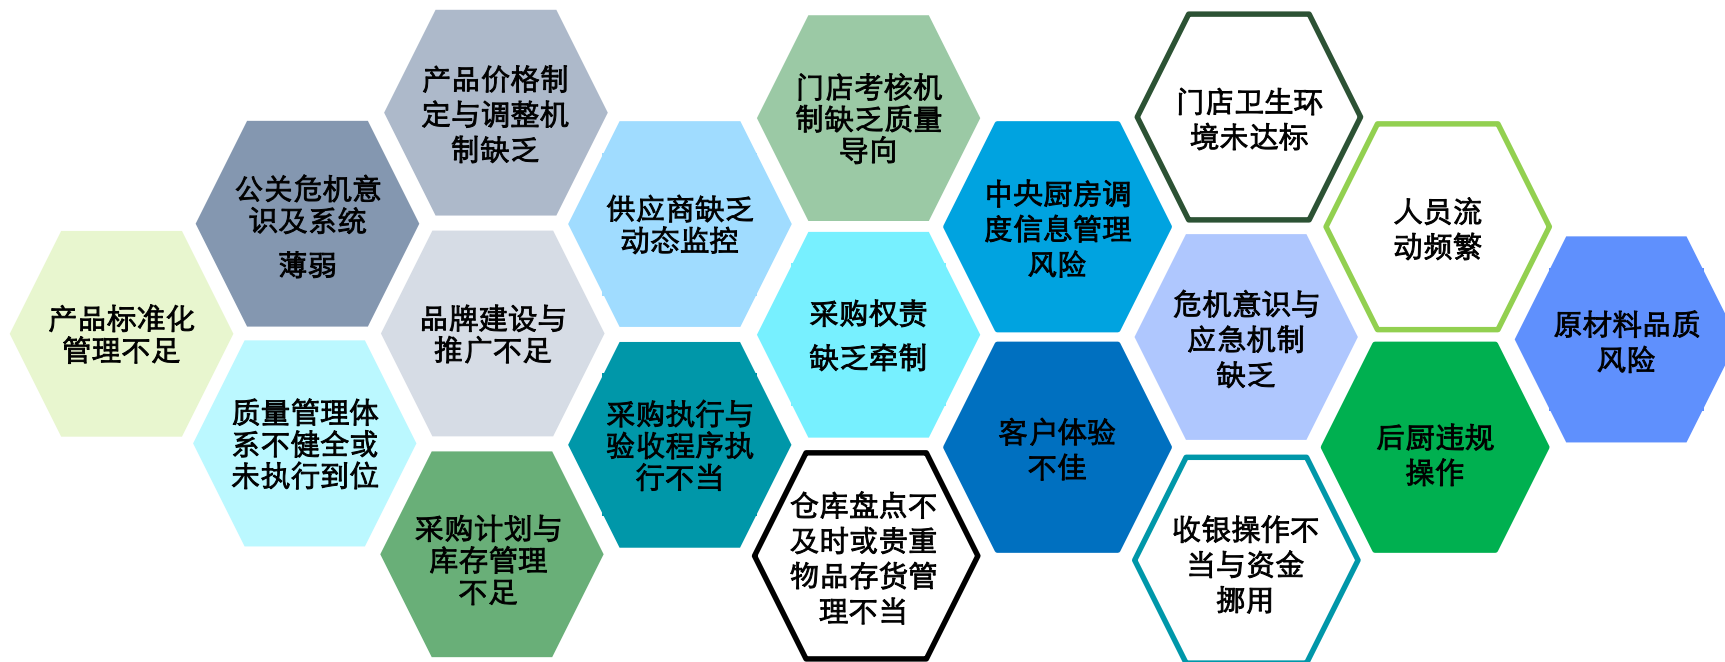 产品价格制
定与调整机
制缺乏
门店考核机
制缺乏质量
导向
门店卫生环
境未达标
公关危机意
识及系统
薄弱
供应商缺乏
动态监控
中央厨房调
度信息管理
风险
人员流
动频繁
产品标准化
管理不足
品牌建设与
推广不足
采购权责
缺乏牵制
危机意识与
应急机制
缺乏
原材料品质
风险
质量管理体
系不健全或
未执行到位
采购执行与
验收程序执
行不当
客户体验
不佳
后厨违规
操作
采购计划与
库存管理
不足
仓库盘点不
及时或贵重
物品存货管
理不当
收银操作不
当与资金
挪用